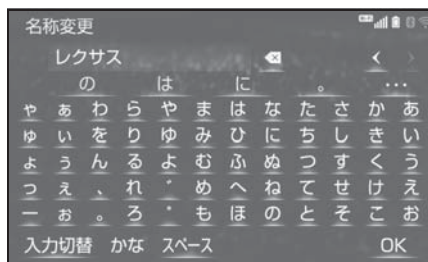 名称変更
レクサス
の は に 。 …
ゃ ぁ わ ら や ま は な た さ か あ
ゅ ぃ を り ゆ み ひ に ち し き い
ょ ぅ ん る よ む ふ ぬ つ す く う
っ ぇ 、 れ ゛ め へ ね て せ け え
ー ぉ 。 ろ ゜ も ほ の と そ こ お
入力切替 かな スペース OK